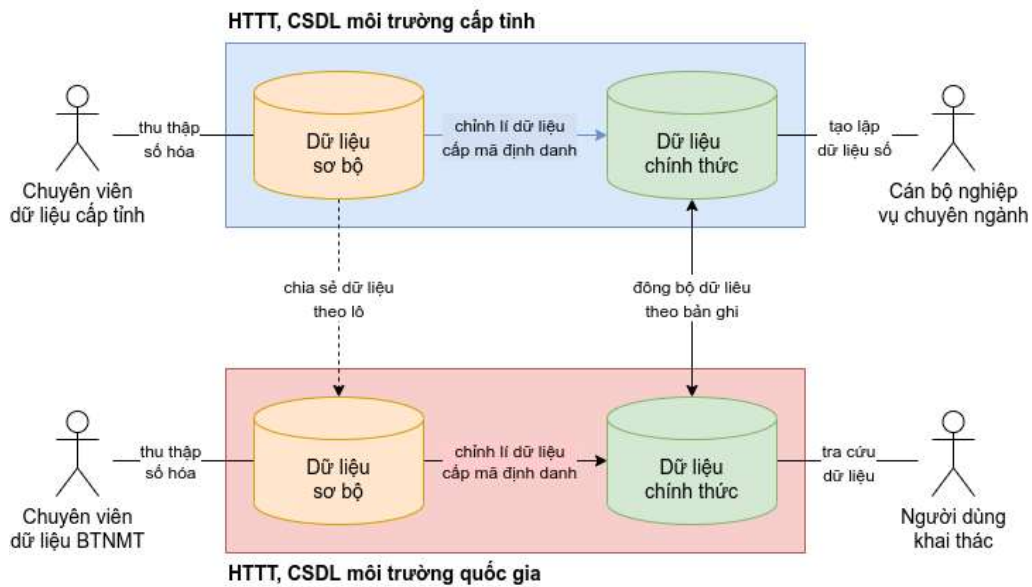 HTTT, CSDL môi trường cấp tỉnh
thu thập
số hóa
Chuyên viên
dữ liệu cấp tỉnh
Dữ liệu
sơ bộ
chỉnh lí dữ liệu
cấp mã định danh
Dữ liệu
chính thức
tạo lập
dữ liệu số
Cán bộ nghiệp
vụ chuyên ngành
chia sẻ dữ liệu
theo lô
đông bộ dữ liêu
theo bản ghi
thu thập
số hóa
Chuyên viên
dữ liệu BTNMT
Dữ liệu
sơ bộ
chỉnh lí dữ liệu
cấp mã định danh
Dữ liệu
chính thức
tra cứu
dữ liệu
Người dùng
khai thác
HTTT, CSDL môi trường quốc gia